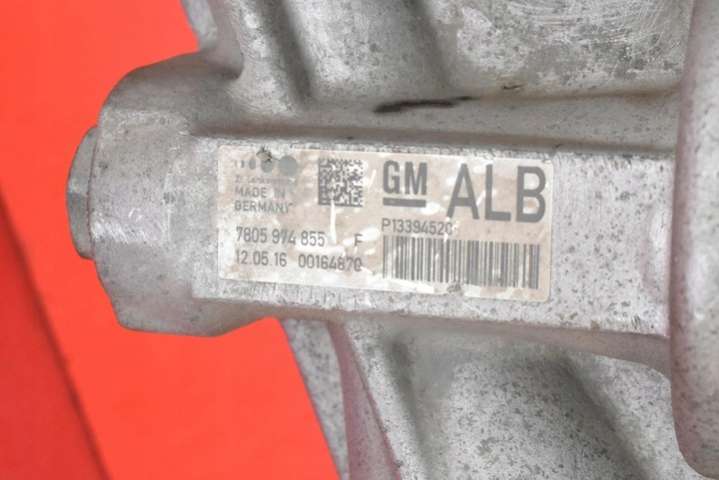 MADE IN
GERMANY
GM ALB
7805 974 855 F
P13394520
12.05.16 00164870